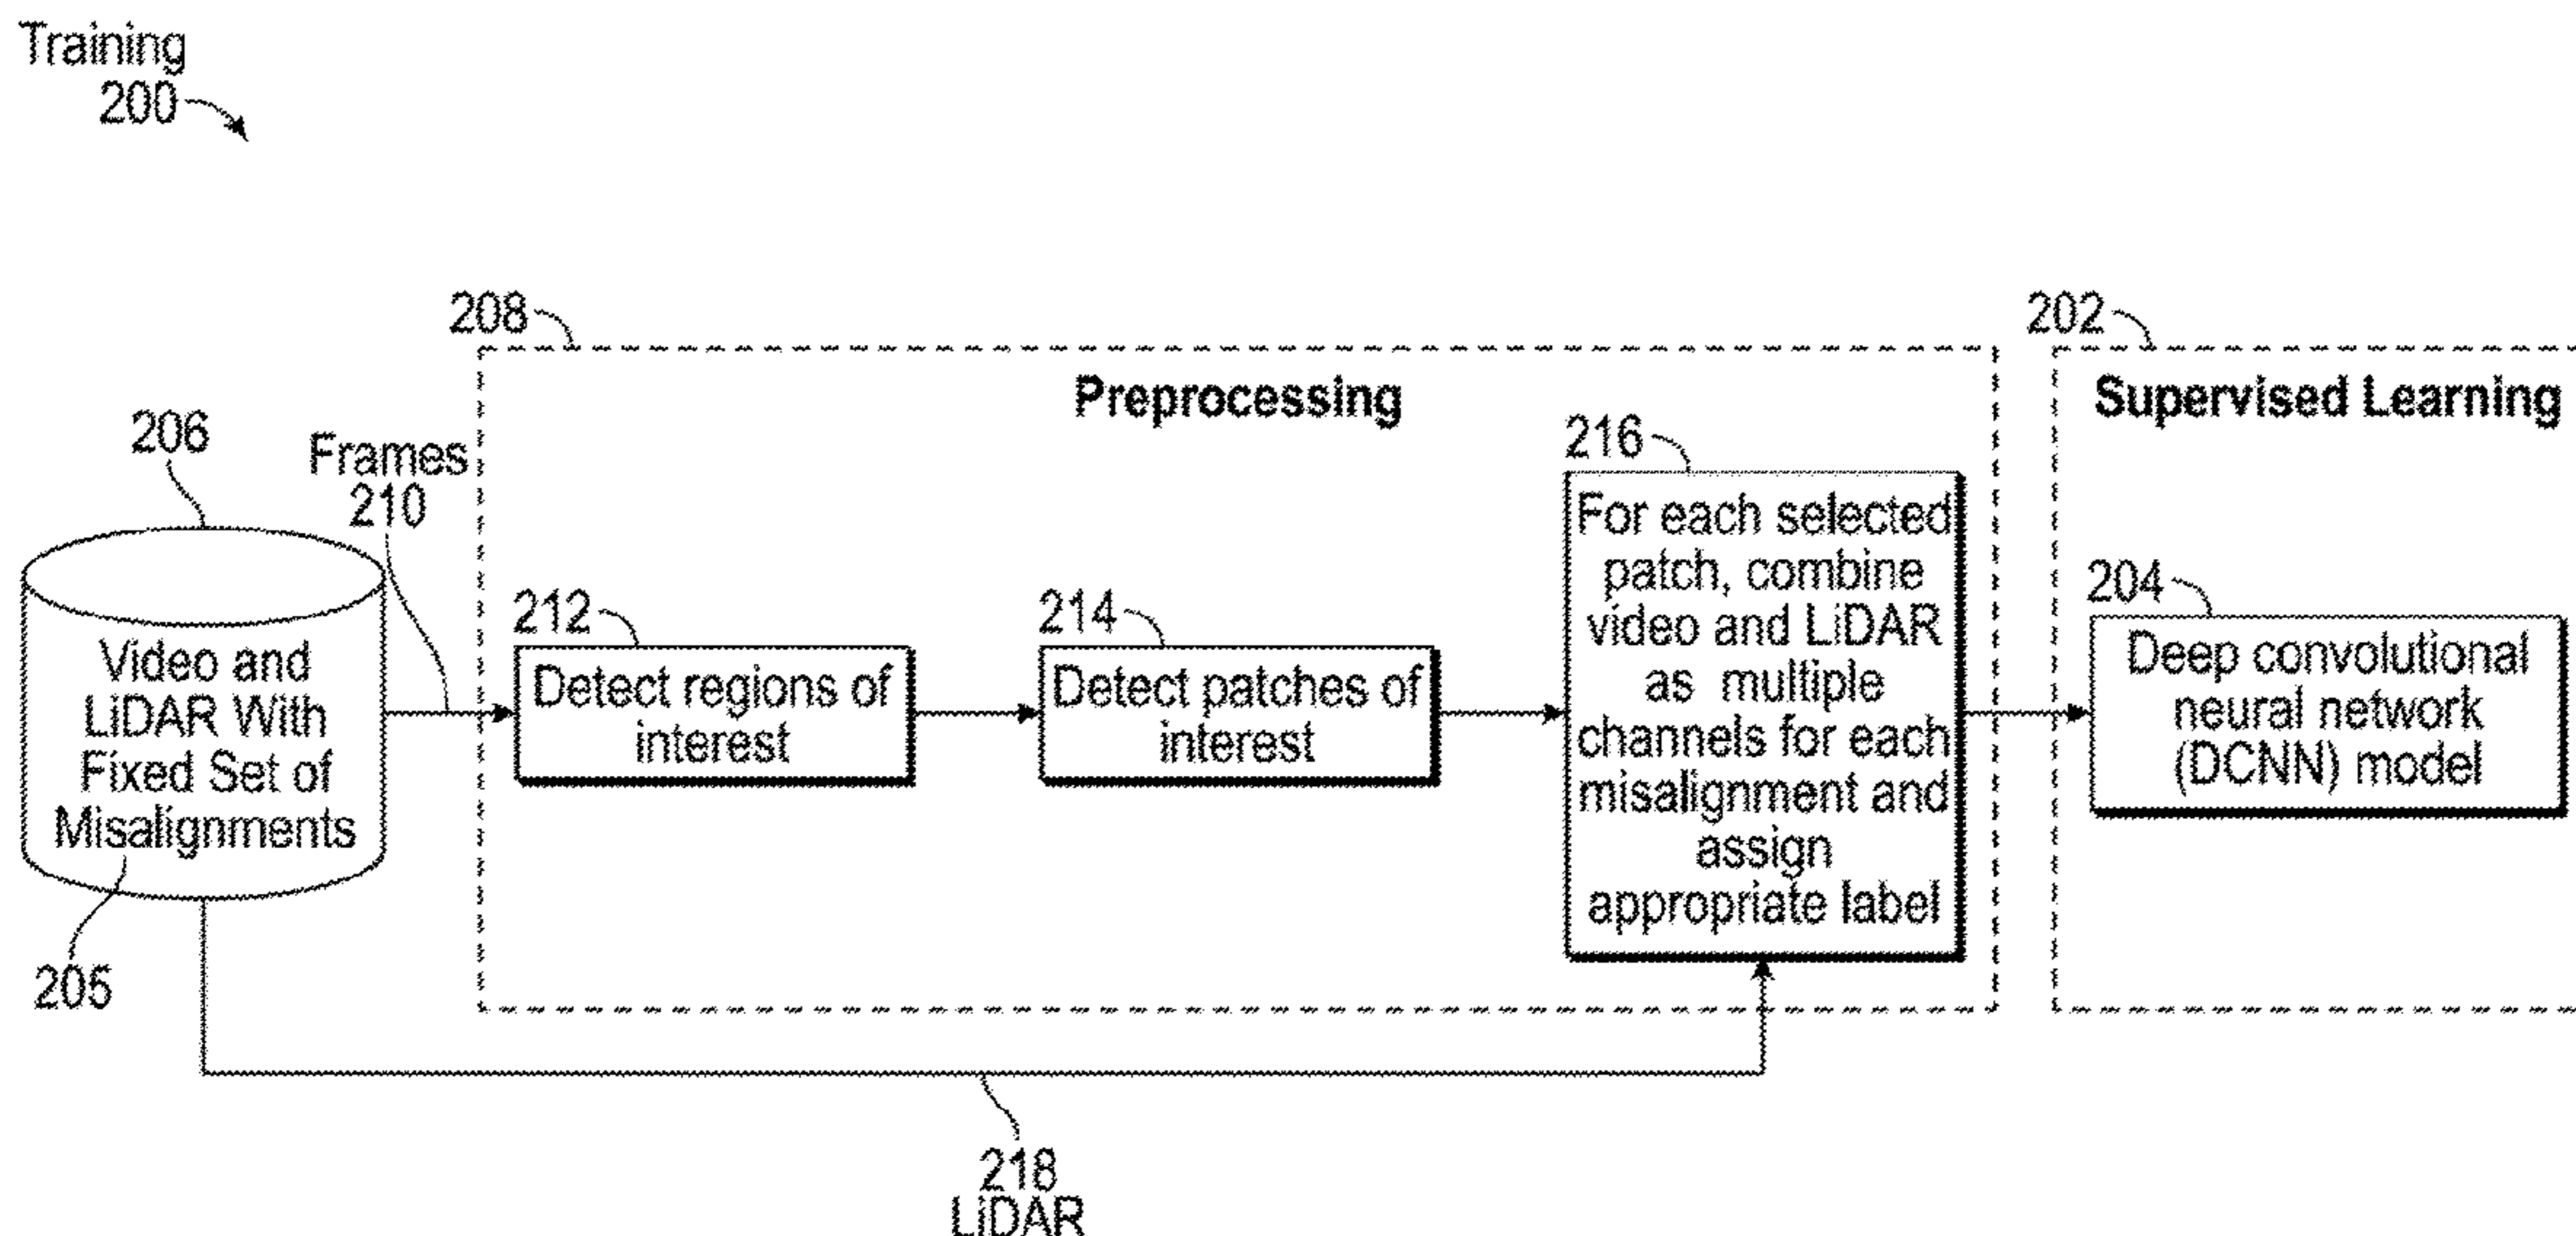 Training
200
208
202
Preprocessing
Supervised Learning
206
Frames
210
216
For each selected
patch, combine
video and LiDAR
as multiple
channels for each
misalignment and
assign
appropriate label
212
Detect regions of
interest
214
Detect patches of
interest
204
Deep convolutional
neural network
(DCNN) model
Video and
LiDAR With
Fixed Set of
Misalignments
205
218
LiDAR